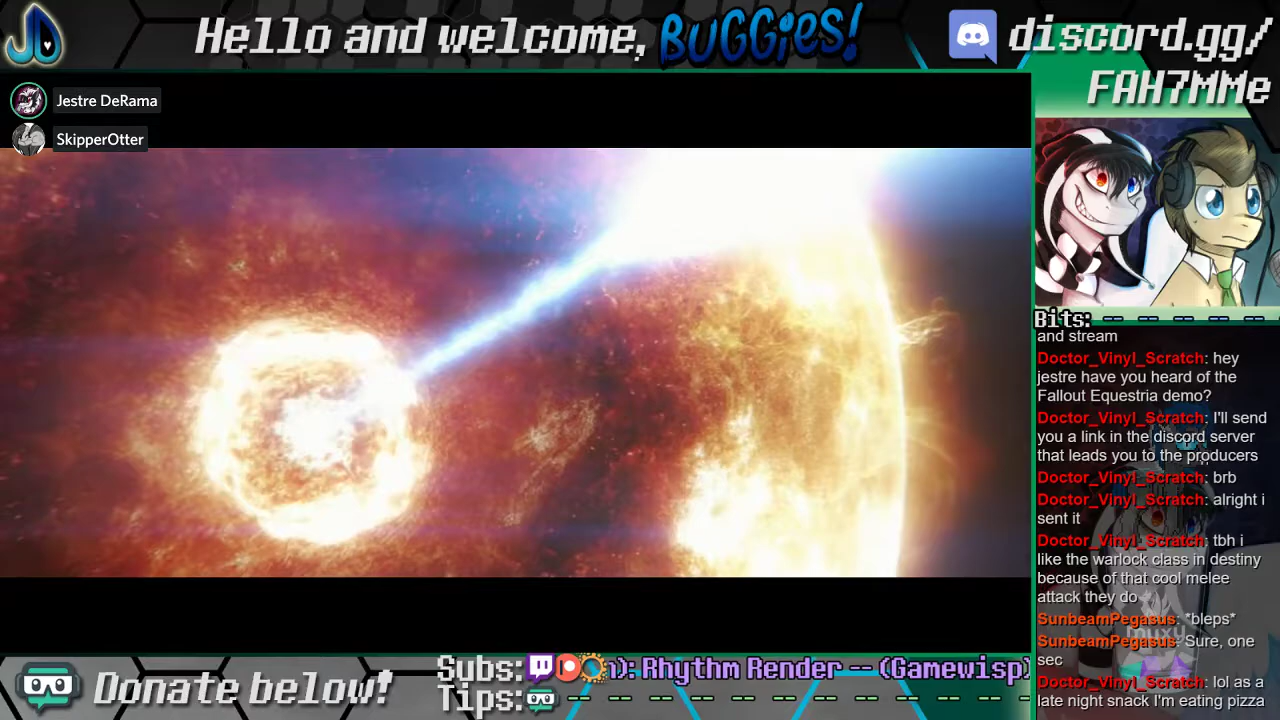 Hello and welcome, BUGGiES!
discord.gg/
FAH7MMe
Jestre DeRama
SkipperOtter
Bits: -- -- -- -- --
and stream
Doctor_Vinyl_Scratch: hey
jestre have you heard of the
Fallout Equestria demo?
Doctor_Vinyl_Scratch: I'll send
you a link in the discord server
that leads you to the producers
Doctor_Vinyl_Scratch: brb
Doctor_Vinyl_Scratch: alright i
sent it
Doctor_Vinyl_Scratch: tbh i
like the warlock class in destiny
because of that cool melee
attack they do
SunbeamPegasus: *bleps*
SunbeamPegasus: Sure, one
sec
Doctor_Vinyl_Scratch: lol as a
late night snack I'm eating pizza
muxy
Donate below!
Subs: n): Rhythm Render -- (Gamewisp)
Tips: -- -- -- -- -- -- -- -- -- -- -- -- --